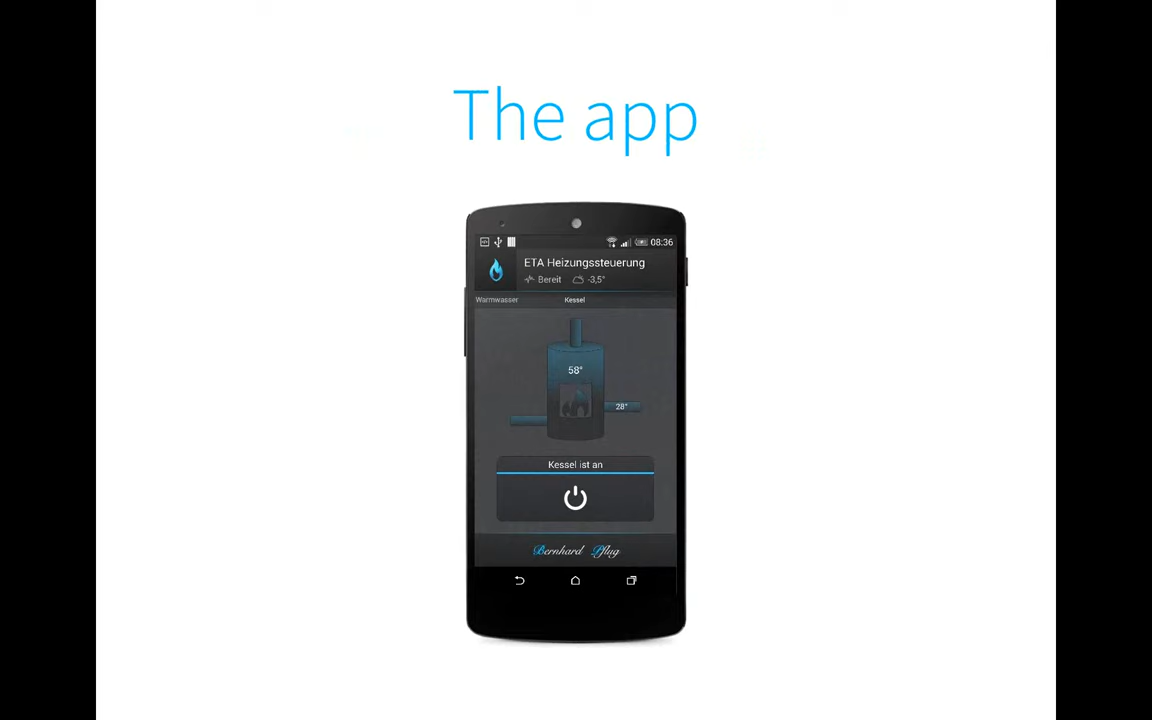 The app
08:36
ETA Heizungssteuerung
Bereit -3,5°
Warmwasser Kessel
58°
28°
Kessel ist an
Bernhard Pflug